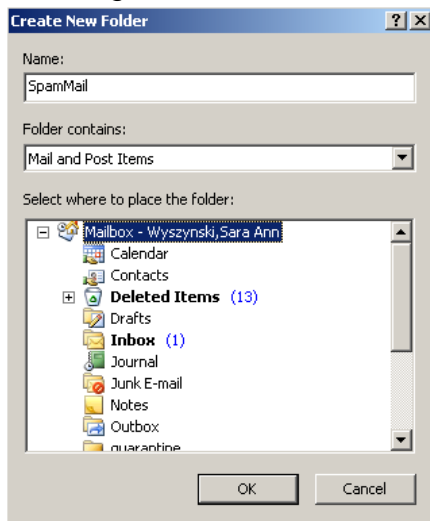 Create New Folder
Name:
SpamMail
Folder contains:
Mail and Post Items
Select where to place the folder:
Mailbox - Wyszynski,Sara Ann
Calendar
Contacts
Deleted Items (13)
Drafts
Inbox (1)
Journal
Junk E-mail
Notes
Outbox
quarantine
OK Cancel